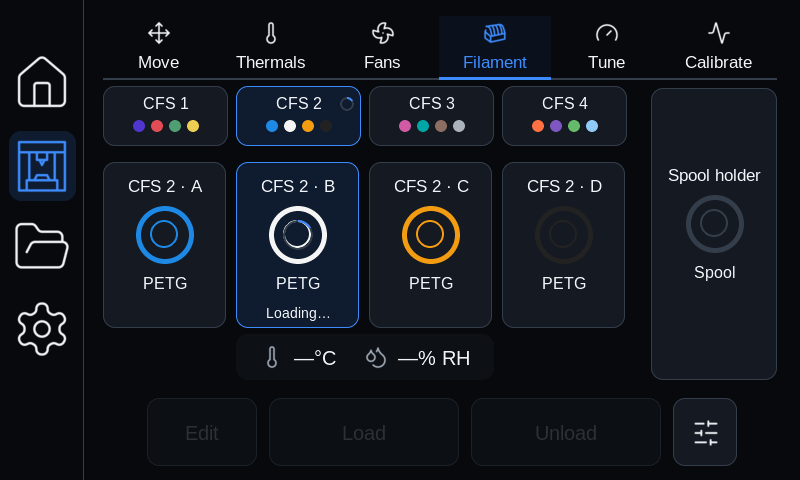 Move
Thermals
Fans
Filament
Tune
Calibrate
CFS 1
CFS 2
CFS 3
CFS 4
CFS 2 · A
PETG
CFS 2 · B
PETG
Loading...
CFS 2 · C
PETG
CFS 2 · D
PETG
Spool holder
Spool
—°C
—% RH
Edit
Load
Unload